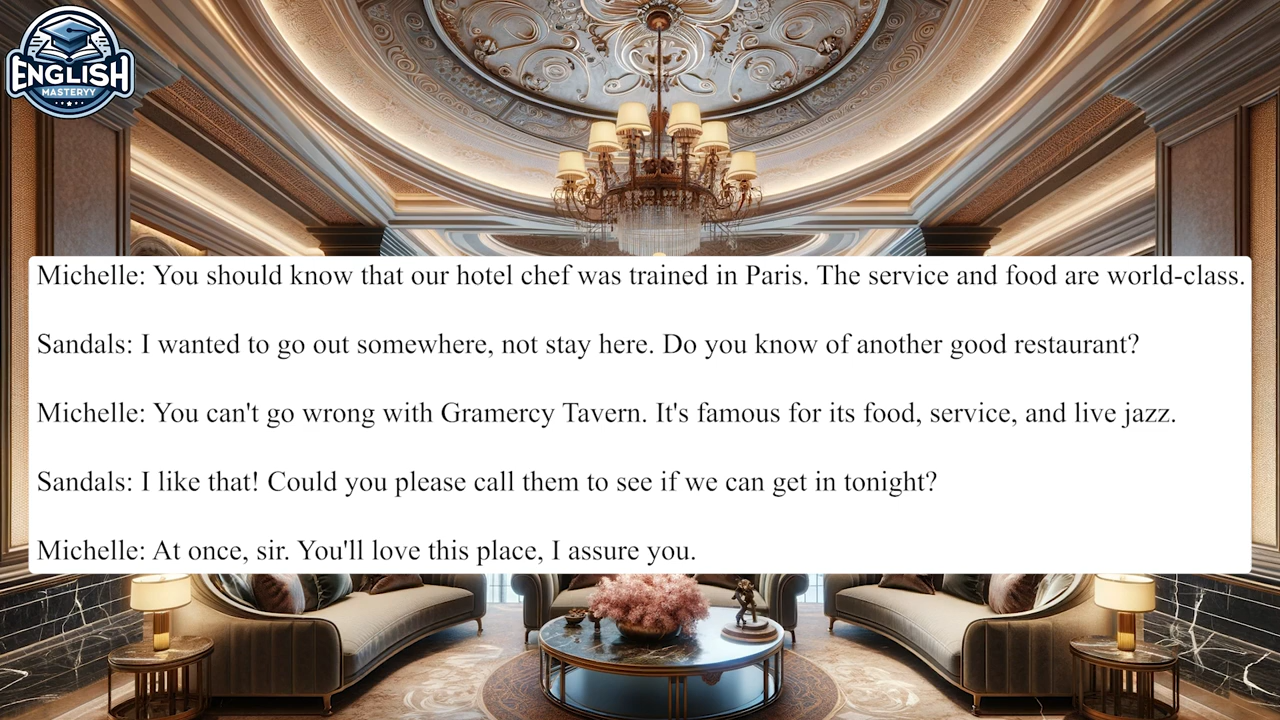 ENGLISH
MASTERYY
Michelle: You should know that our hotel chef was trained in Paris. The service and food are world-class.
Sandals: I wanted to go out somewhere, not stay here. Do you know of another good restaurant?
Michelle: You can't go wrong with Gramercy Tavern. It's famous for its food, service, and live jazz.
Sandals: I like that! Could you please call them to see if we can get in tonight?
Michelle: At once, sir. You'll love this place, I assure you.